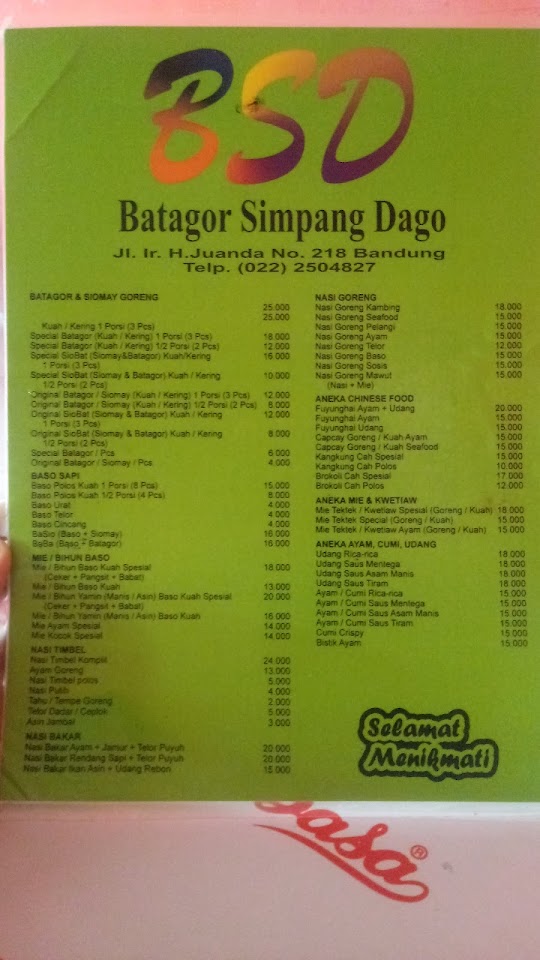 BSD
Batagor Simpang Dago
Jl. Ir. H.Juanda No. 218 Bandung
Telp. (022) 2504827
BATAGOR & SIOMAY GORENG
25.000
25.000
Kuah / Kering 1 Porsi (3 Pcs)
Special Batagor (Kuah / Kering) 1 Porsi (3 Pcs) 18.000
Special Batagor (Kuah / Kering) 1/2 Porsi (2 Pcs) 12.000
Special SioBat (Siomay&Batagor) Kuah/Kering 16.000
1 Porsi (3 Pcs)
Special SioBat (Siomay & Batagor) Kuah / Kering 10.000
1/2 Porsi (2 Pcs)
Original Batagor / Siomay (Kuah / Kering) 1 Porsi (3 Pcs) 12.000
Original Batagor / Siomay (Kuah / Kering) 1/2 Porsi (2 Pcs) 8.000
Original SioBat (Siomay & Batagor) Kuah / Kering 12.000
1 Porsi (3 Pcs)
Original SioBat (Siomay & Batagor) Kuah / Kering 8.000
1/2 Porsi (2 Pcs)
Special Batagor / Pcs 6.000
Original Batagor / Siomay / Pcs 4.000
BASO SAPI
Baso Polos Kuah 1 Porsi (8 Pcs) 15.000
Baso Polos Kuah 1/2 Porsi (4 Pcs) 8.000
Baso Urat 4.000
Baso Telor 4.000
Baso Cincang 4.000
SaSio (Baso + Siomay) 16.000
BaBa (Baso + Batagor) 16.000
MIE / BIHUN BASO
Mie / Bihun Baso Kuah Spesial 18.000
(Ceker + Pangsit + Babat)
Mie / Bihun Baso Kuah 13.000
Mie / Bihun Yamin (Manis / Asin) Baso Kuah Spesial 20.000
(Ceker + Pangsit + Babat)
Mie / Bihun Yamin (Manis / Asin) Baso Kuah 16.000
Mie Ayam Spesial 14.000
Mie Kocok Spesial 14.000
NASI TIMBEL
Nasi Timbel Komplit 24.000
Ayam Goreng 13.000
Nasi Timbel polos 5.000
Nasi Putih 4.000
Tahu / Tempe Goreng 2.000
Telor Dadar / Ceplok 5.000
Asin Jambal 3.000
NASI BAKAR
Nasi Bakar Ayam + Jamur + Telor Puyuh 20.000
Nasi Bakar Rendang Sapi + Telor Puyuh 20.000
Nasi Bakar Ikan Asin + Udang Rebon 15.000
NASI GORENG
Nasi Goreng Kambing 18.000
Nasi Goreng Seafood 15.000
Nasi Goreng Pelangi 15.000
Nasi Goreng Ayam 15.000
Nasi Goreng Telor 12.000
Nasi Goreng Baso 15.000
Nasi Goreng Sosis 15.000
Nasi Goreng Mawut 15.000
(Nasi + Mie)
ANEKA CHINESE FOOD
Fuyunghai Ayam + Udang 20.000
Fuyunghai Ayam 15.000
Fuyunghai Udang 15.000
Capcay Goreng / Kuah Ayam 15.000
Capcay Goreng / Kuah Seafood 15.000
Kangkung Cah Spesial 15.000
Kangkung Cah Polos 10.000
Brokoli Cah Spesial 17.000
Brokoli Cah Polos 12.000
ANEKA MIE & KWETIAW
Mie Tektek / Kwetiaw Spesial (Goreng / Kuah) 18.000
Mie Tektek Special (Goreng / Kuah) 15.000
Mie Tektek / Kwetiaw Ayam (Goreng / Kuah) 15.000
ANEKA AYAM, CUMI, UDANG
Udang Rica-rica 18.000
Udang Saus Mentega 18.000
Udang Saus Asam Manis 18.000
Udang Saus Tiram 18.000
Ayam / Cumi Rica-rica 15.000
Ayam / Cumi Saus Mentega 15.000
Ayam / Cumi Saus Asam Manis 15.000
Ayam / Cumi Saus Tiram 15.000
Cumi Crispy 15.000
Bistik Ayam 15.000
Selamat
Menikmati